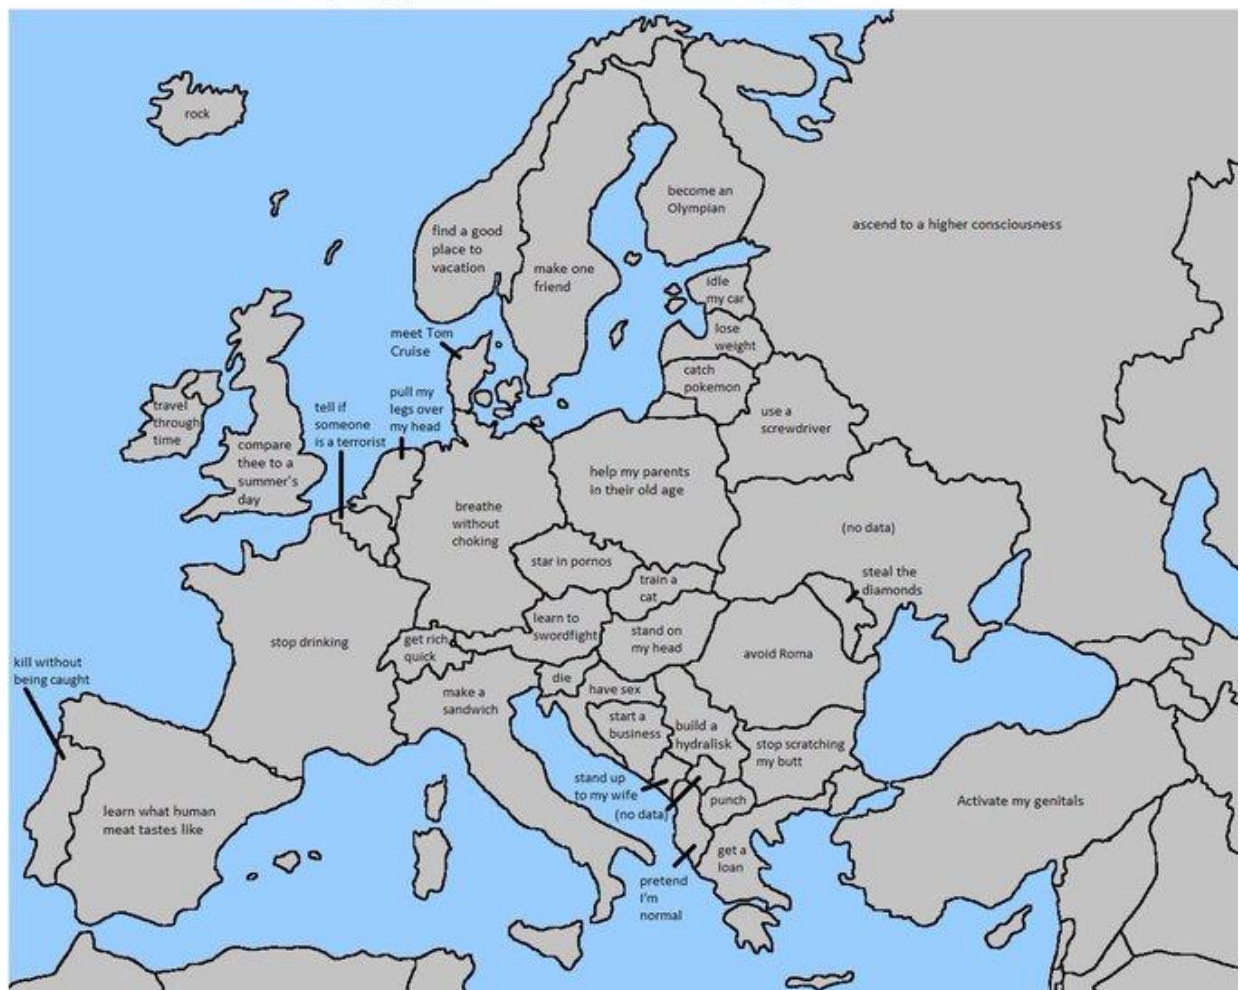 rock
become an
Olympian
ascend to a higher consciousness
find a good
place to
vacation
make one
friend
idle
my car
meet Tom
Cruise
lose
weight
catch
pokemon
pull my
legs over
my head
travel
through
time
tell if
someone
is a terrorist
use a
screwdriver
compare
thee to a
summer's
day
help my parents
in their old age
breathe
without
choking
(no data)
star in pornos
train a
cat
steal the
diamonds
learn to
swordfight
stand on
my head
stop drinking
get rich
quick
avoid Roma
kill without
being caught
die
have sex
make a
sandwich
start a
business
build a
hydralisk
stop scratching
my butt
stand up
to my wife
(no data)
punch
Activate my genitals
learn what human
meat tastes like
get a
loan
pretend
I'm
normal